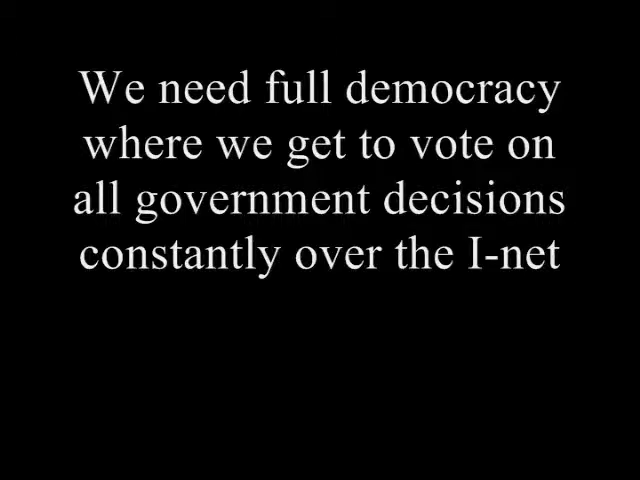 We need full democracy
where we get to vote on
all government decisions
constantly over the I-net